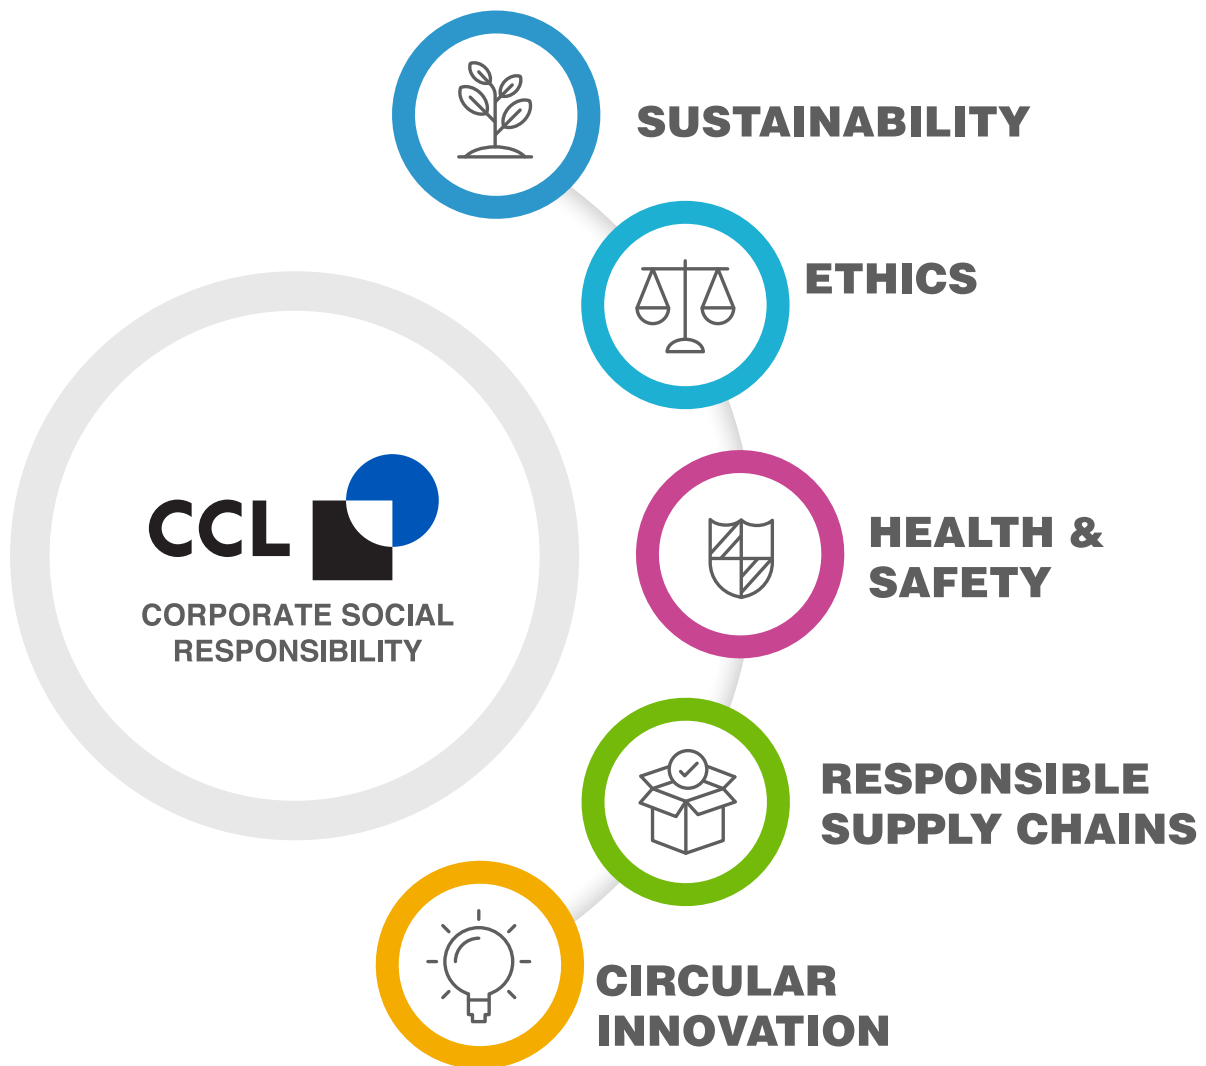 SUSTAINABILITY
ETHICS
CCL
CORPORATE SOCIAL
RESPONSIBILITY
HEALTH &
SAFETY
RESPONSIBLE
SUPPLY CHAINS
CIRCULAR
INNOVATION